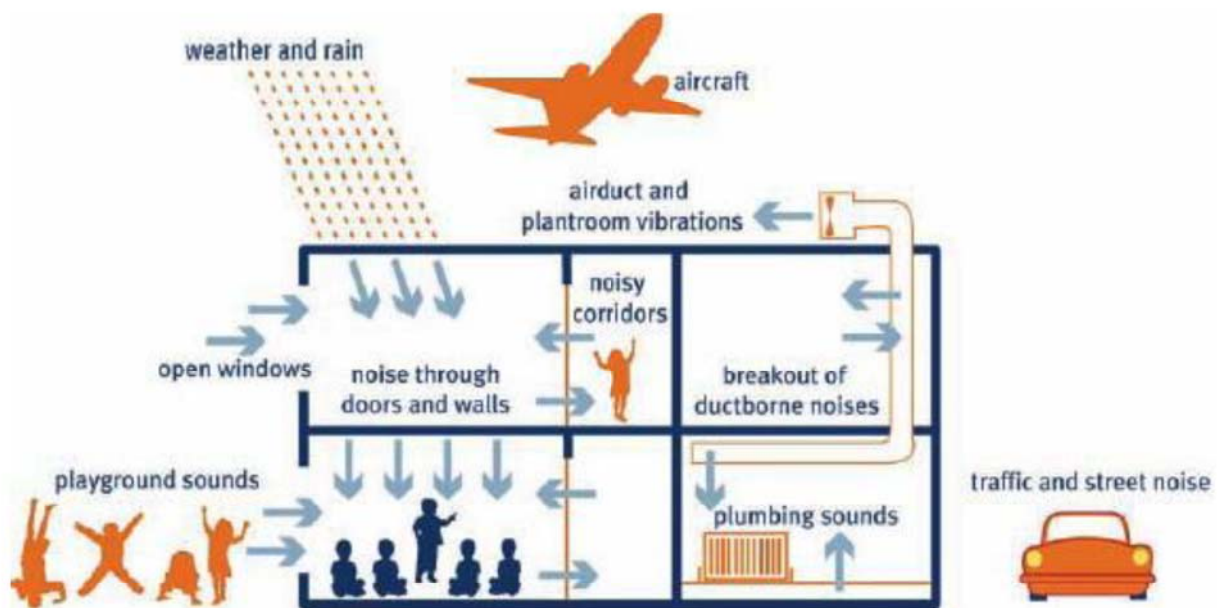 weather and rain
aircraft
airduct and
plantroom vibrations
noisy
corridors
open windows
noise through
doors and walls
breakout of
ductborne noises
playground sounds
traffic and street noise
plumbing sounds